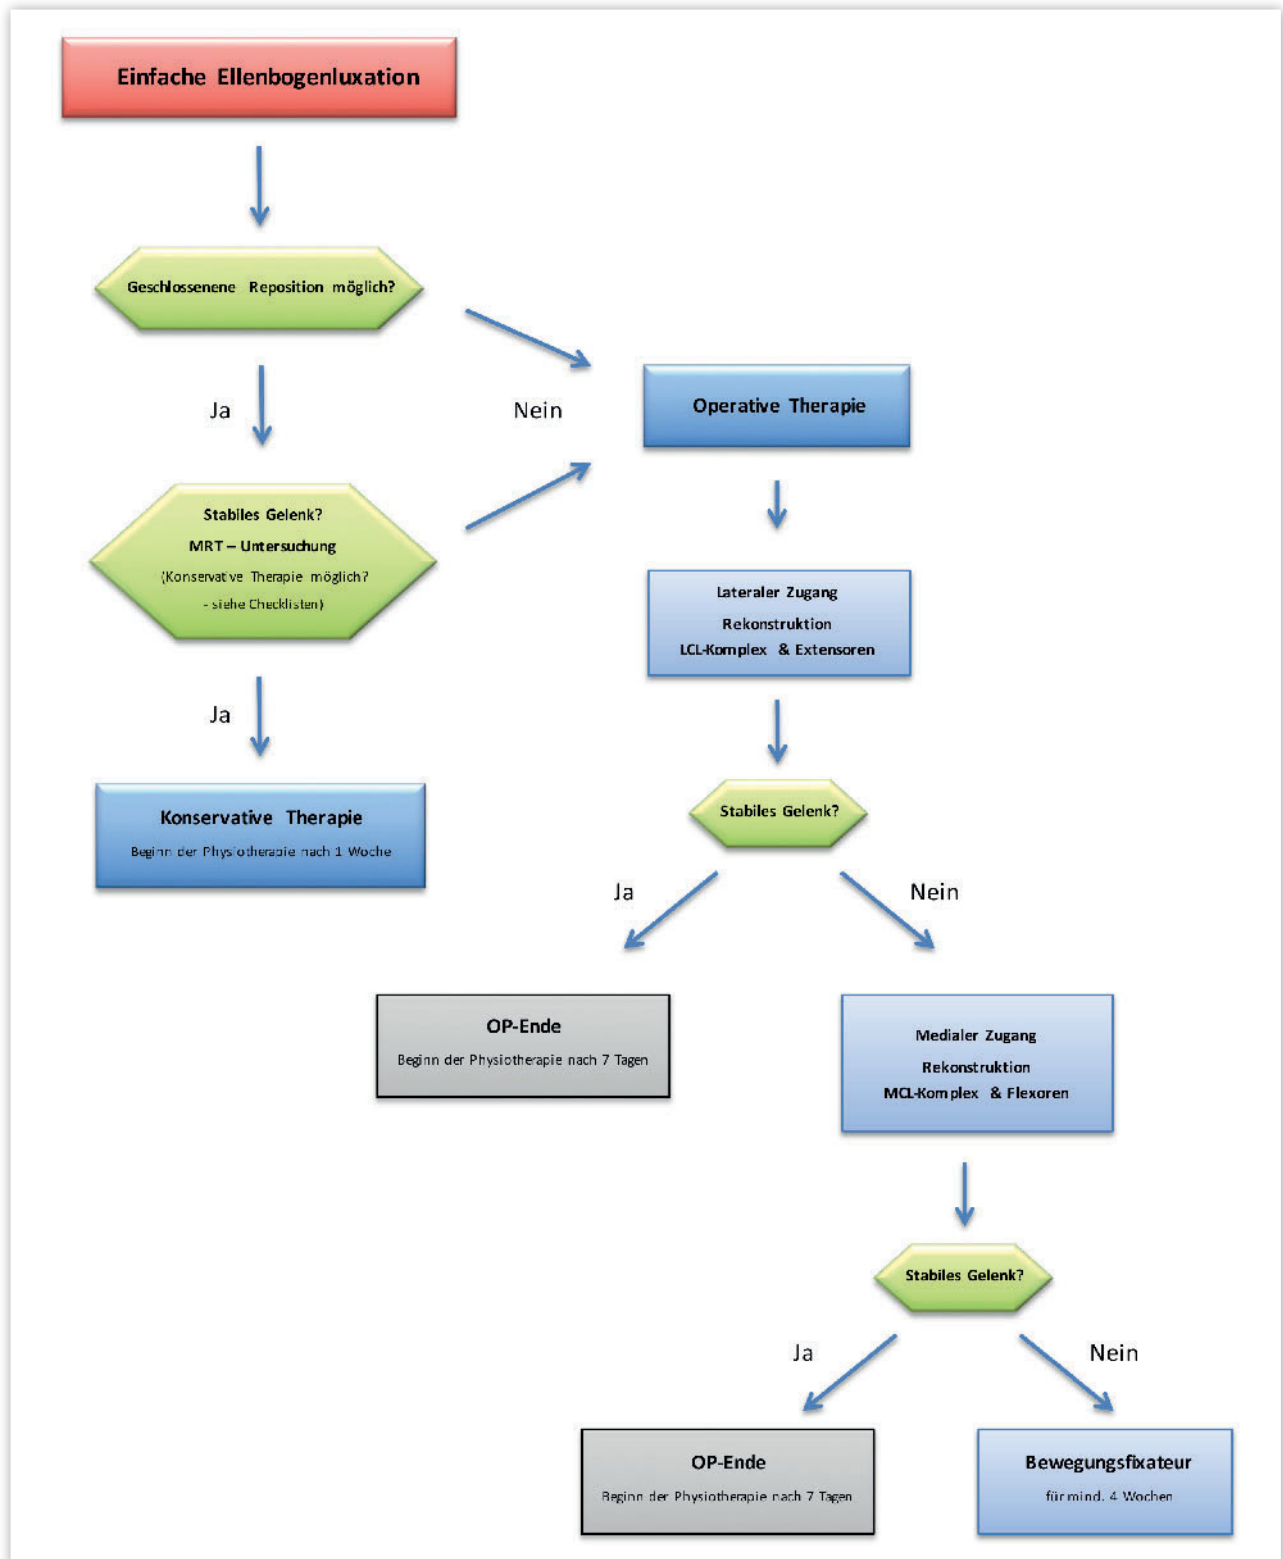 Einfache Ellenbogenluxation
Geschlossenene Reposition möglich?
Ja
Nein
Operative Therapie
Stabiles Gelenk?
MRT – Untersuchung
(Konservative Therapie möglich?
- siehe Checklisten)
Lateraler Zugang
Rekonstruktion
LCL-Komplex & Extensoren
Ja
Konservative Therapie
Beginn der Physiotherapie nach 1 Woche
Stabiles Gelenk?
Ja
Nein
OP-Ende
Beginn der Physiotherapie nach 7 Tagen
Medialer Zugang
Rekonstruktion
MCL-Komplex & Flexoren
Stabiles Gelenk?
Ja
Nein
OP-Ende
Beginn der Physiotherapie nach 7 Tagen
Bewegungsfixateur
für mind. 4 Wochen